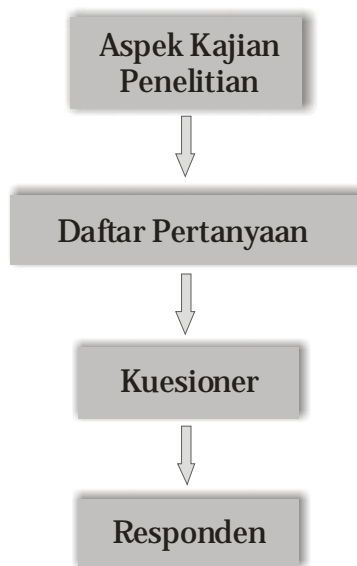 Aspek Kajian
Penelitian
Daftar Pertanyaan
Kuesioner
Responden